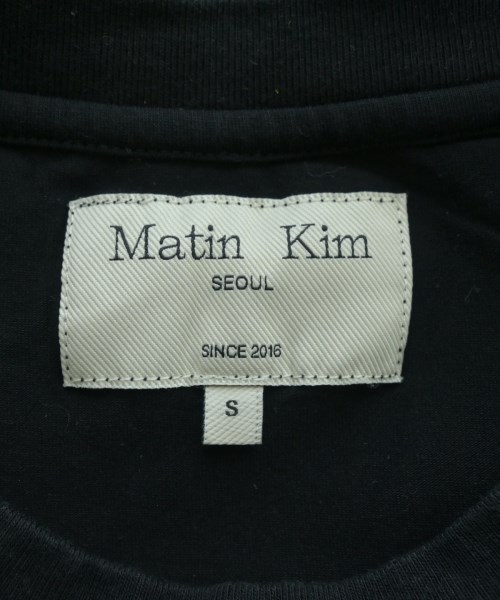 Matin Kim
SEOUL
SINCE 2016
S